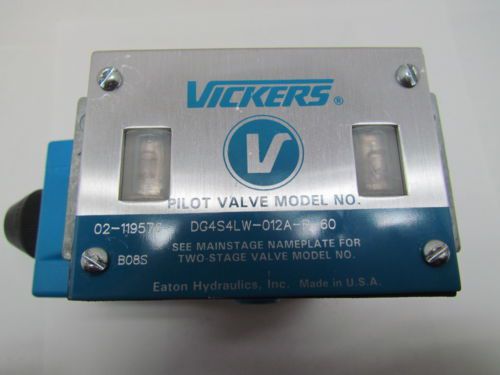 VICKERS®
V
PILOT VALVE MODEL NO.
02-11957 DG4S4LW-012A- 60
SEE MAINSTAGE NAMEPLATE FOR
B08S TWO-STAGE VALVE MODEL NO.
Eaton Hydraulics, Inc. Made in U.S.A.